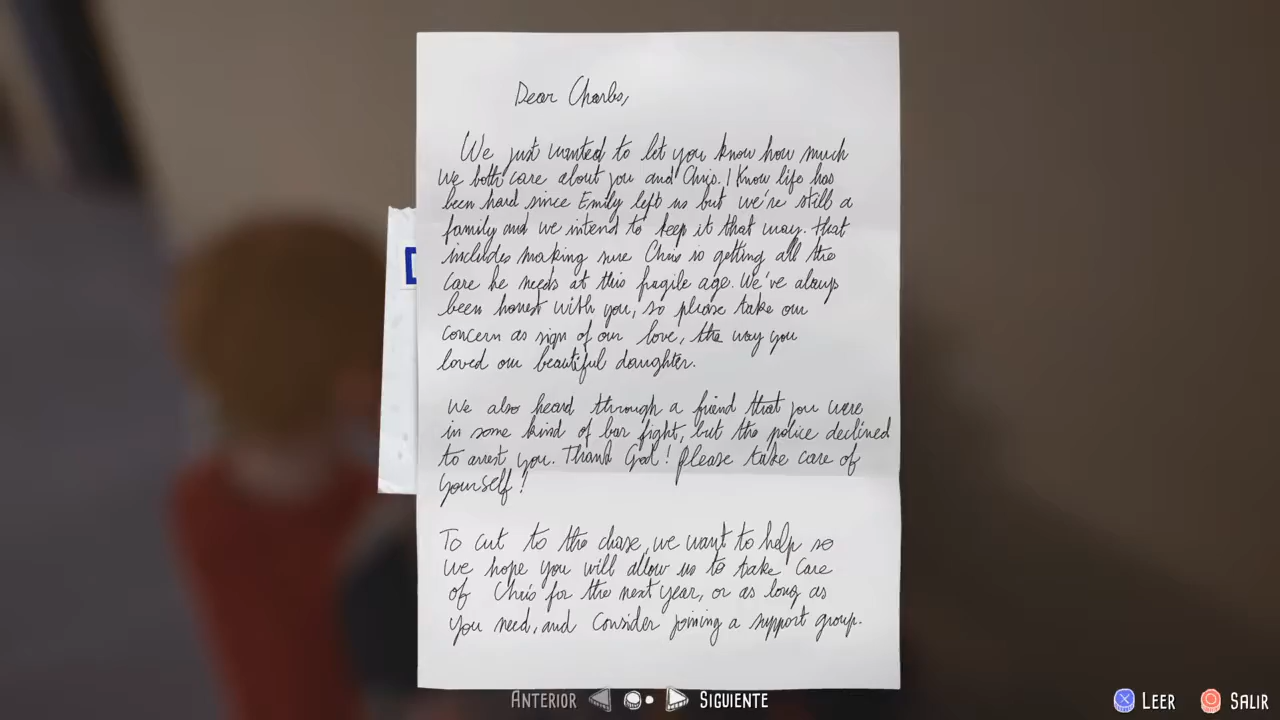 Dear Charles,
We just wanted to let you know how much
we both care about you and Chris. I know life has
been hard since Emily left us but we're still a
family and we intend to keep it that way. That
includes making sure Chris is getting all the
care he needs at this fragile age. We've always
been honest with you, so please take our
concern as sign of our love, the way you
loved our beautiful daughter.
We also heard through a friend that you were
in some kind of bar fight, but the police declined
to arrest you. Thank God! please take care of
yourself!
To cut to the chase, we want to help so
we hope you will allow us to take care
of Chris for the next year, or as long as
you need, and consider joining a support group.
ANTERIOR SIGUIENTE LEER SALIR